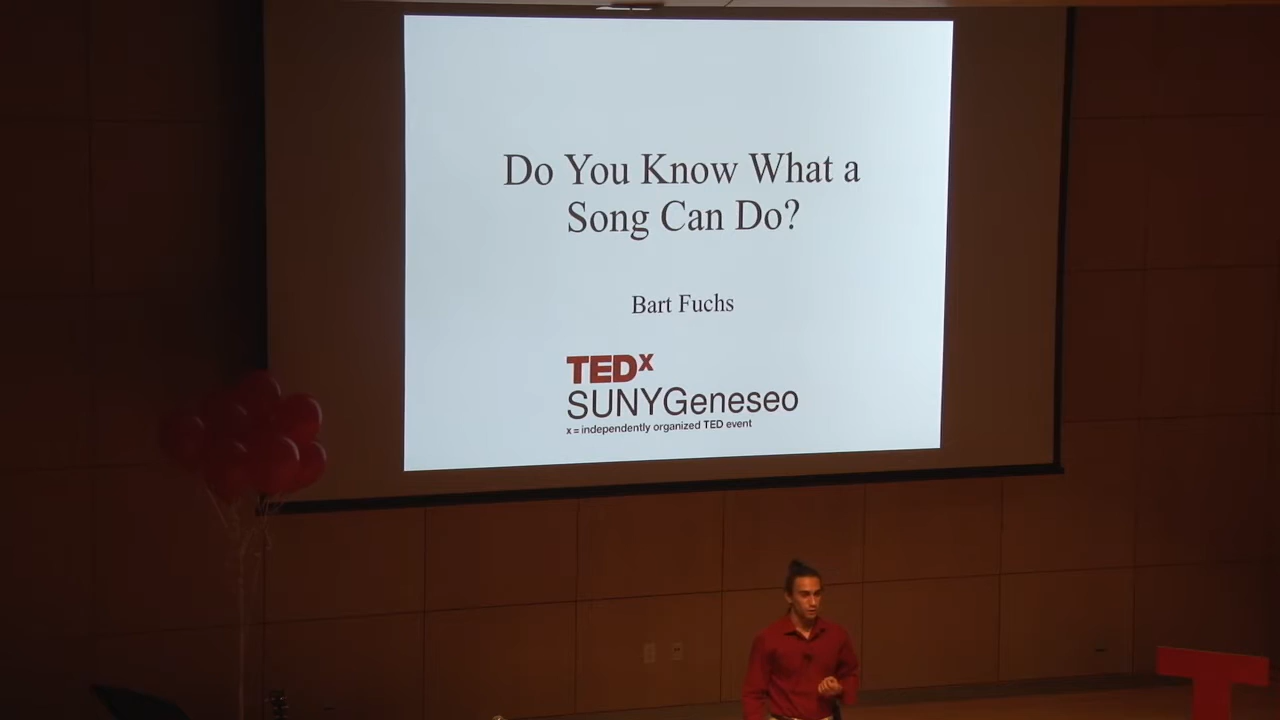 Do You Know What a
Song Can Do?
Bart Fuchs
TEDx
SUNYGeneseo
x = independently organized TED event
T